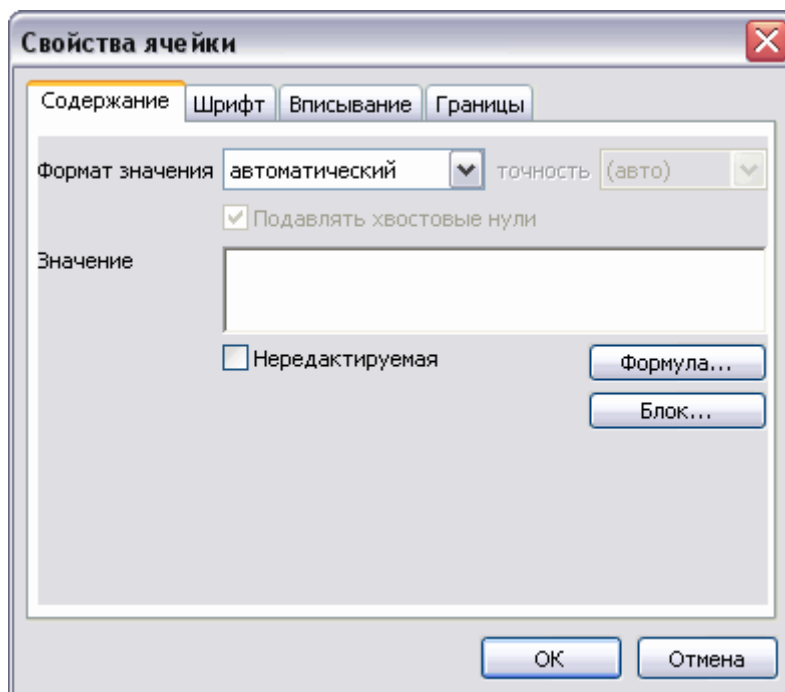 Свойства ячейки
Содержание Шрифт Вписывание Границы
Формат значения автоматический точность (авто)
Подавлять хвостовые нули
Значение
Нередактируемая Формула...
Блок...
OK Отмена